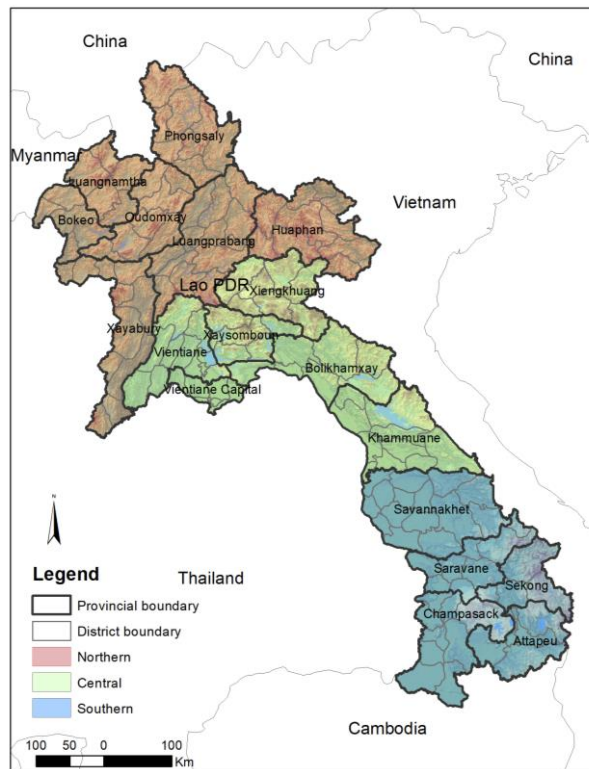 China
China
Phongsaly
Myanmar
Luangnamtha
Vietnam
Bokeo
Oudomxay
Luangprabang
Huaphan
Lao PDR
Xiengkhuang
Xayabury
Xaysomboun
Vientiane
Bolikhamxay
Vientiane Capital
Khammuane
N
Savannakhet
Legend
Thailand
Saravane
Sekong
Provincial boundary
Champasack
District boundary
Attapeu
Northern
Central
Southern
Cambodia
100 50 0 100
Km